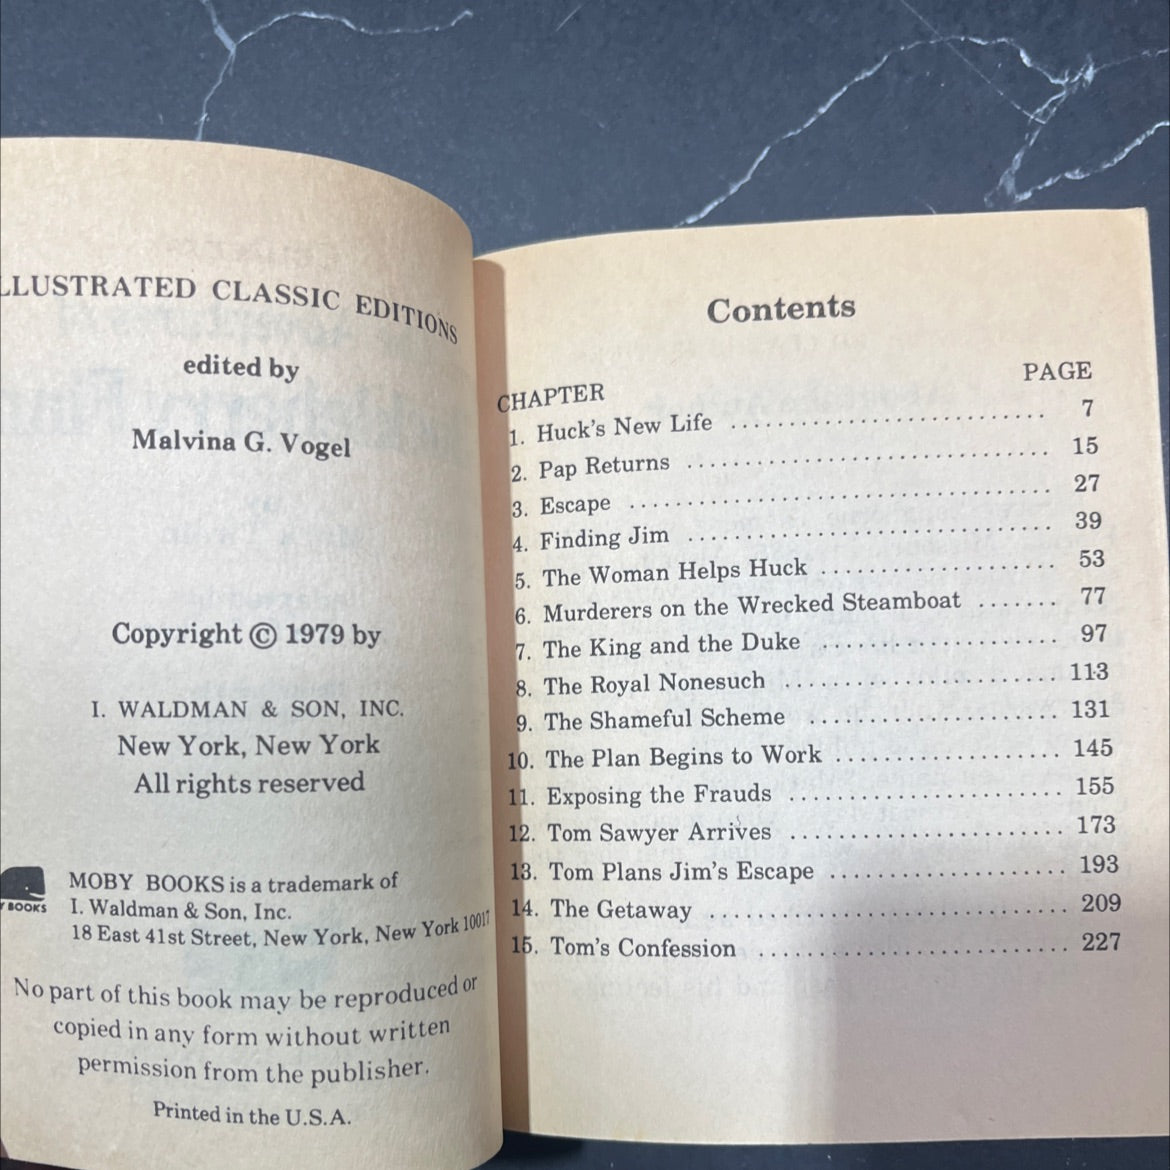 LLUSTRATED CLASSIC EDITIONS
edited by
Malvina G. Vogel
Copyright © 1979 by
I. WALDMAN & SON, INC.
New York, New York
All rights reserved
BOOKS
MOBY BOOKS is a trademark of
I. Waldman & Son, Inc.
18 East 41st Street, New York, New York 10017
No part of this book may be reproduced or
copied in any form without written
permission from the publisher.
Printed in the U.S.A.
Contents
CHAPTER PAGE
1. Huck's New Life .......................... 7
2. Pap Returns .............................. 15
3. Escape ................................... 27
4. Finding Jim .............................. 39
5. The Woman Helps Huck ................... 53
6. Murderers on the Wrecked Steamboat ....... 77
7. The King and the Duke ................... 97
8. The Royal Nonesuch ...................... 113
9. The Shameful Scheme .................... 131
10. The Plan Begins to Work ................. 145
11. Exposing the Frauds ..................... 155
12. Tom Sawyer Arrives ..................... 173
13. Tom Plans Jim's Escape .................. 193
14. The Getaway ............................ 209
15. Tom's Confession ........................ 227